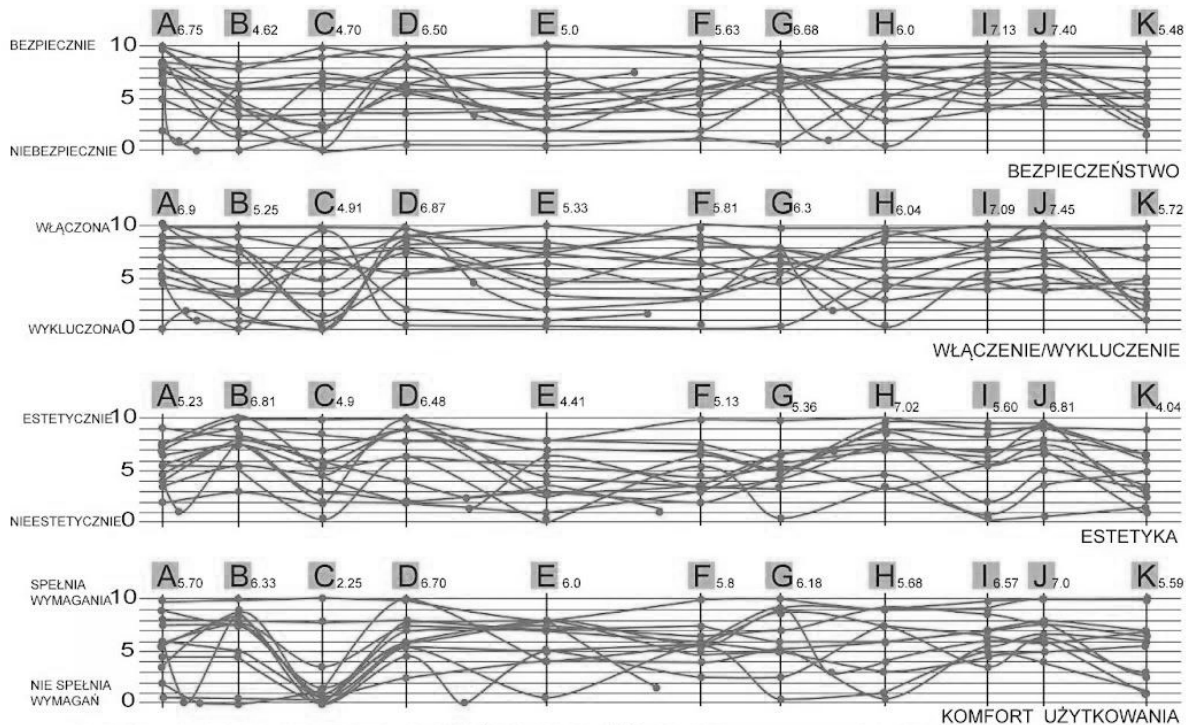 A6.75 B4.62 C4.70 D6.50 E5.0 F5.63 G6.68 H6.0 I7.13 J7.40 K5.48
BEZPIECZNIE 10
5
NIEBEZPIECZNIE 0
BEZPIECZEŃSTWO
A6.9 B5.25 C4.91 D6.87 E5.33 F5.81 G6.3 H6.04 I7.09 J7.45 K5.72
WŁĄCZONA 10
5
WYKLUCZONA 0
WŁĄCZENIE/WYKLUCZENIE
A5.23 B6.81 C4.9 D6.48 E4.41 F5.13 G5.36 H7.02 I5.60 J6.81 K4.04
ESTETYCZNIE 10
5
NIEESTETYCZNIE 0
ESTETYKA
A5.70 B6.33 C2.25 D6.70 E6.0 F5.8 G6.18 H5.68 I6.57 J7.0 K5.59
SPEŁNIA
WYMAGANIA 10
5
NIE SPEŁNIA
WYMAGAŃ 0
KOMFORT UŻYTKOWANIA